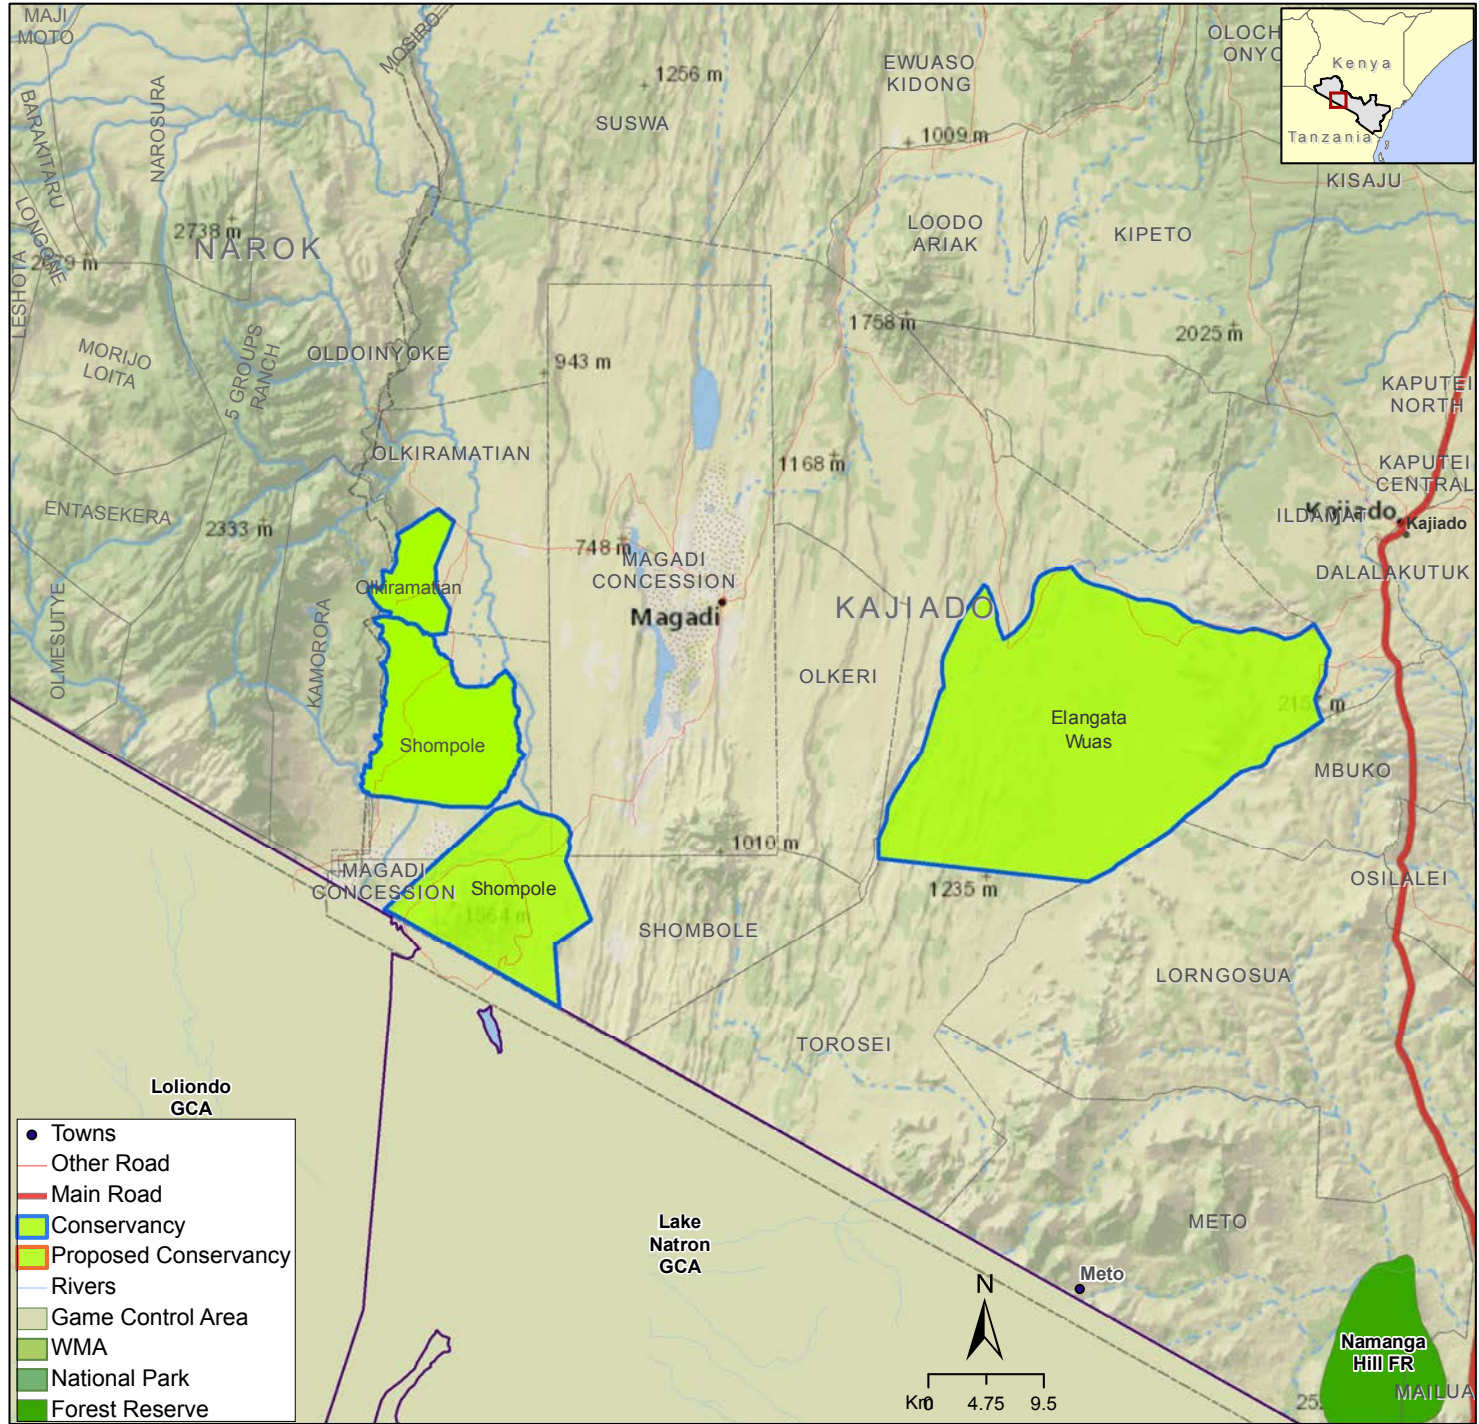 MAJI
MOTO
MOSIRO
1256 m
EWUASO
KIDONG
Kenya
Tanzania
BARAKITARU
NAROSURA
SUSWA
1009 m
KISAJU
LONGONE
2738 m
NAROK
LOODO
ARIAK
KIPETO
LESHOTA
MORIJO
LOITA
5 GROUPS
RANCH
OLDOINYOKE
943 m
1758 m
2025 m
KAPUTEI
NORTH
OLKIRAMATIAN
1168 m
KAPUTEI
CENTRAL
ENTASEKERA
2333 m
748 m
MAGADI
CONCESSION
ILDAMAT
Kajiado
Kajiado
DALALAKUTUK
OLMESUTYE
KAMORORA
Olkiramatian
Magadi
KAJIADO
OLKERI
Shompole
Elangata
Wuas
m
MBUKO
1010 m
MAGADI
CONCESSION
Shompole
1564 m
1235 m
OSILALEI
SHOMBOLE
LORNGOSUA
TOROSEI
Loliondo
GCA
Towns
Other Road
Main Road
Conservancy
Proposed Conservancy
Rivers
Game Control Area
WMA
National Park
Forest Reserve
Lake
Natron
GCA
METO
Meto
N
Km
0 4.75 9.5
Namanga
Hill FR
MAILUA